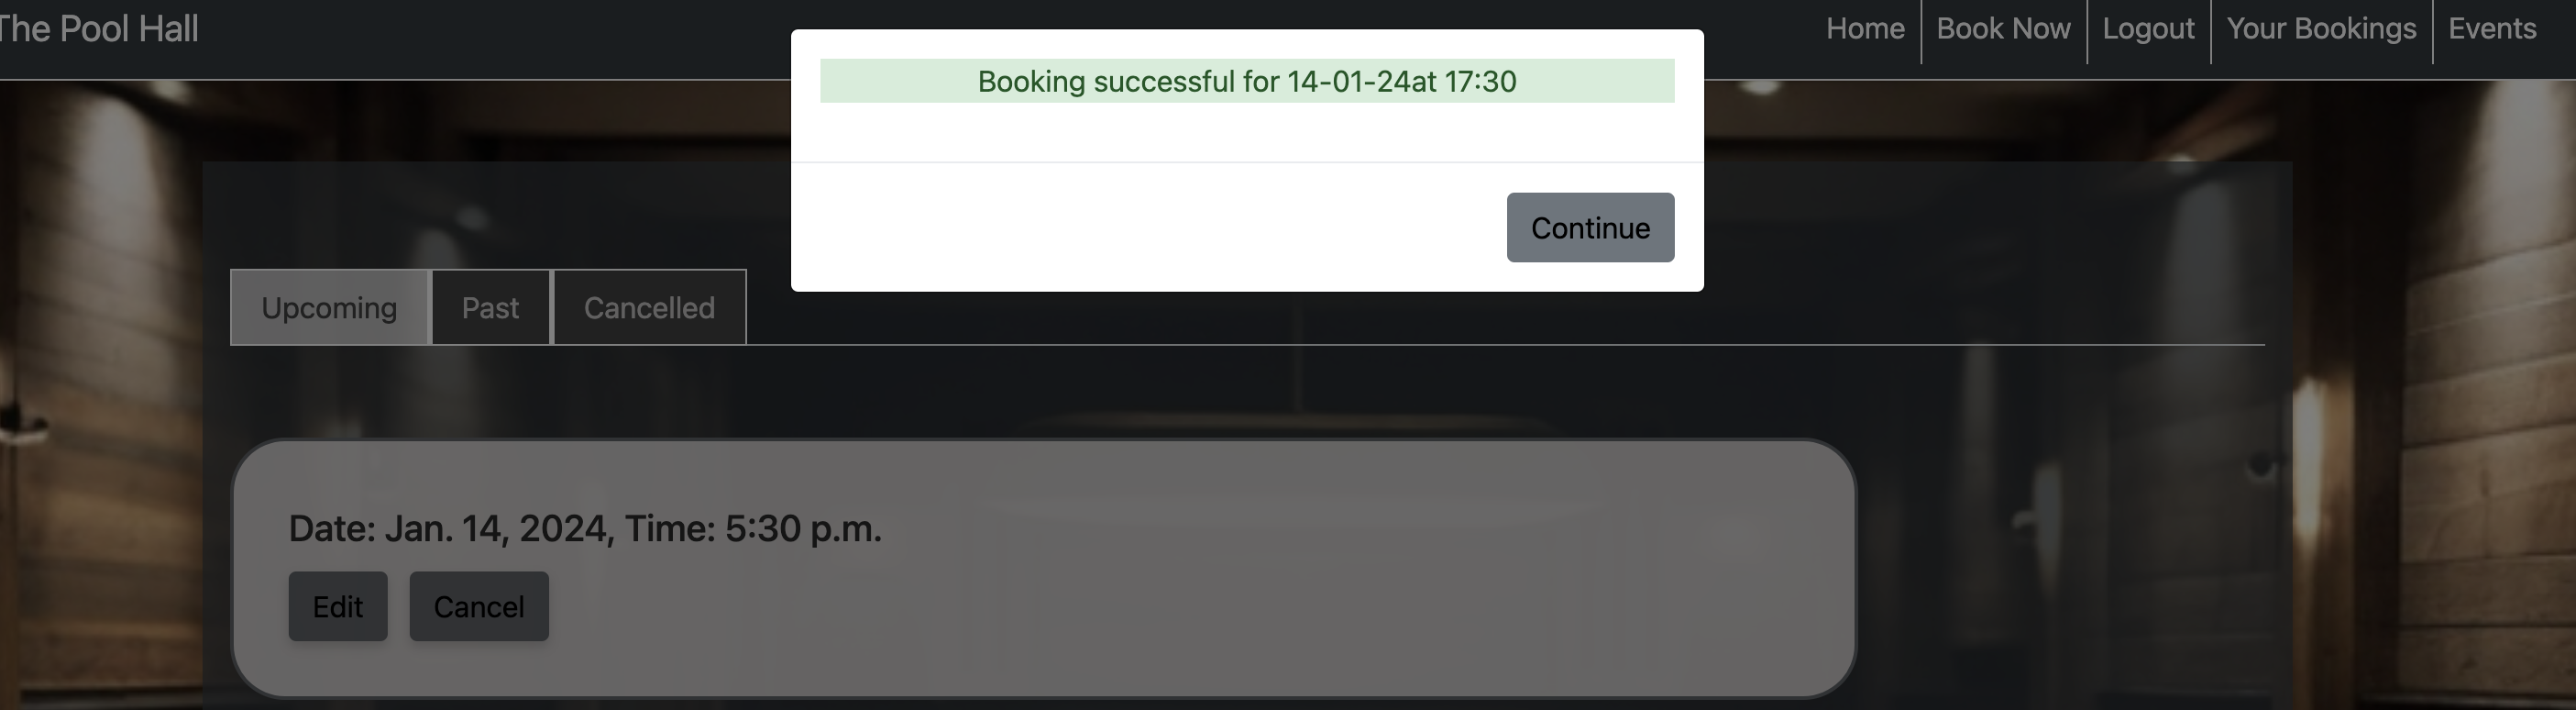 The Pool Hall
Home
Book Now
Logout
Your Bookings
Events
Booking successful for 14-01-24at 17:30
Continue
Upcoming
Past
Cancelled
Date: Jan. 14, 2024, Time: 5:30 p.m.
Edit
Cancel